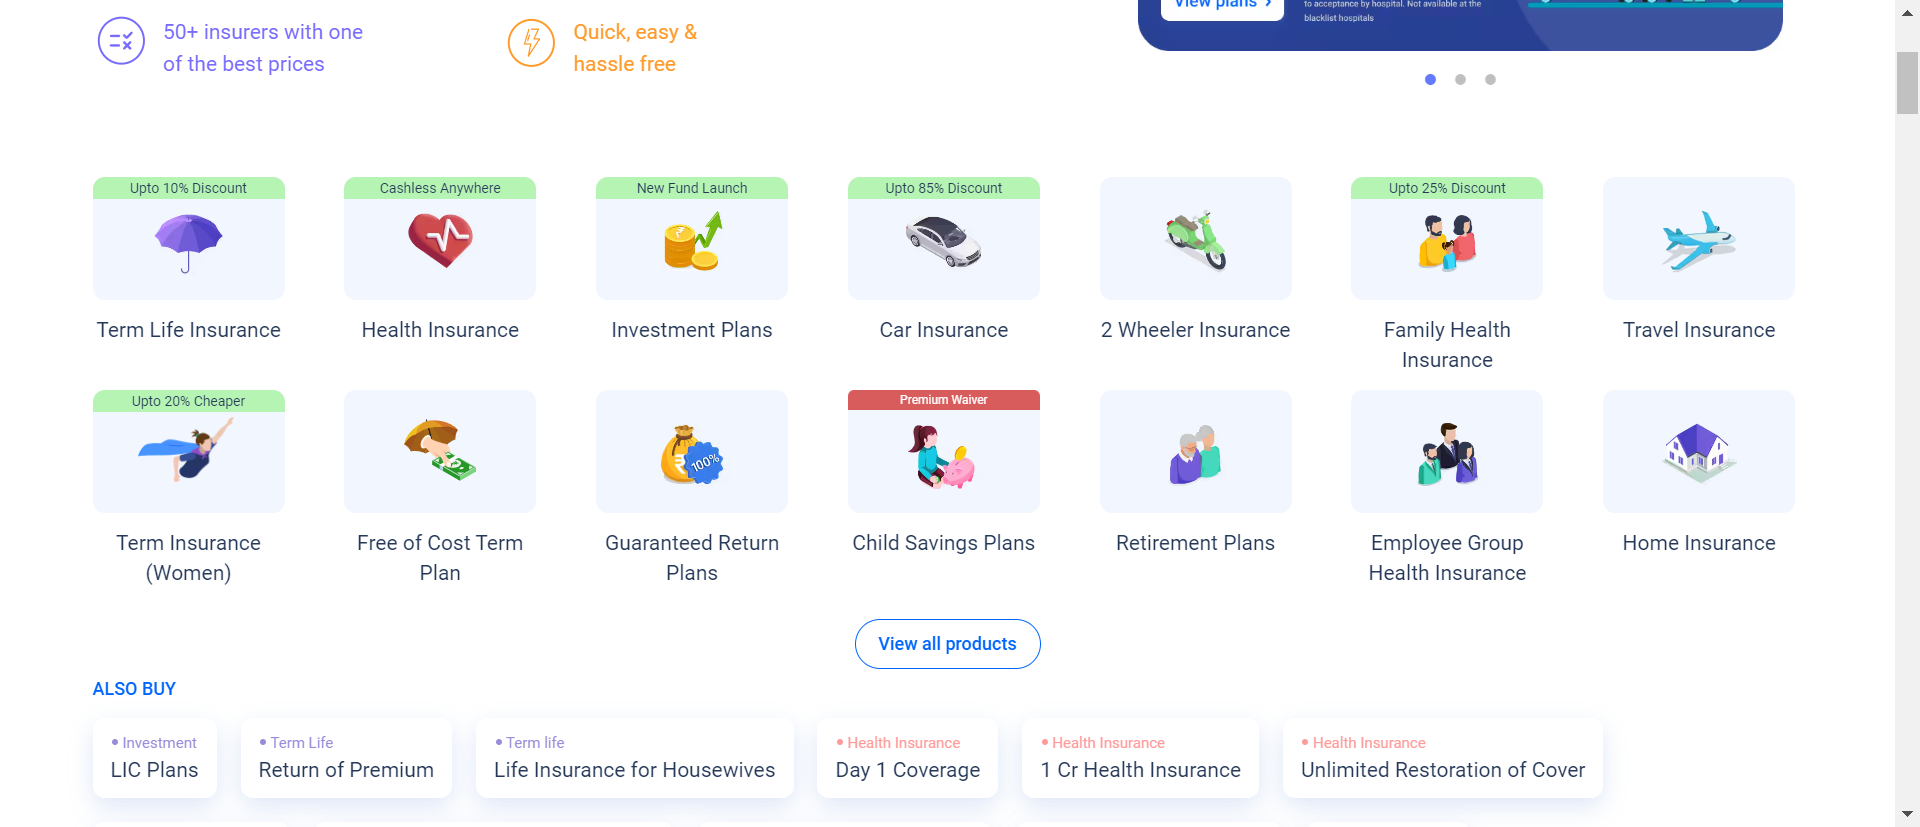 50+ insurers with one
of the best prices
Quick, easy &
hassle free
View plans ›
to acceptance by hospital. Not available at the
blacklist hospitals
Upto 10% Discount
Term Life Insurance
Cashless Anywhere
Health Insurance
New Fund Launch
Investment Plans
Upto 85% Discount
Car Insurance
2 Wheeler Insurance
Upto 25% Discount
Family Health
Insurance
Travel Insurance
Upto 20% Cheaper
Term Insurance
(Women)
Free of Cost Term
Plan
₹
100%
Guaranteed Return
Plans
Premium Waiver
Child Savings Plans
Retirement Plans
Employee Group
Health Insurance
Home Insurance
View all products
ALSO BUY
• Investment
LIC Plans
• Term Life
Return of Premium
• Term life
Life Insurance for Housewives
• Health Insurance
Day 1 Coverage
• Health Insurance
1 Cr Health Insurance
• Health Insurance
Unlimited Restoration of Cover